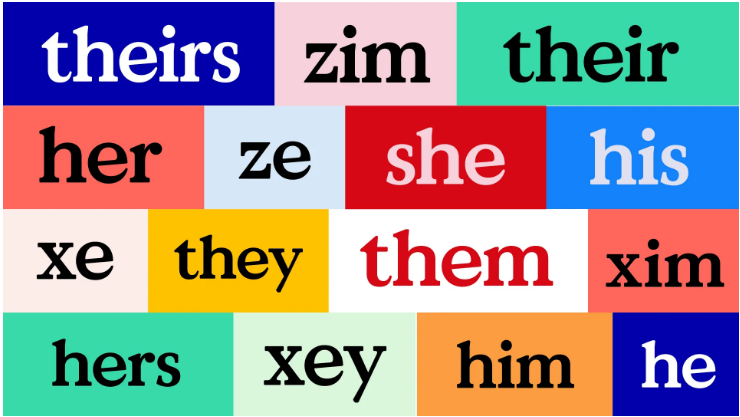 theirs zim their
her ze she his
xe they them xim
hers xey him he